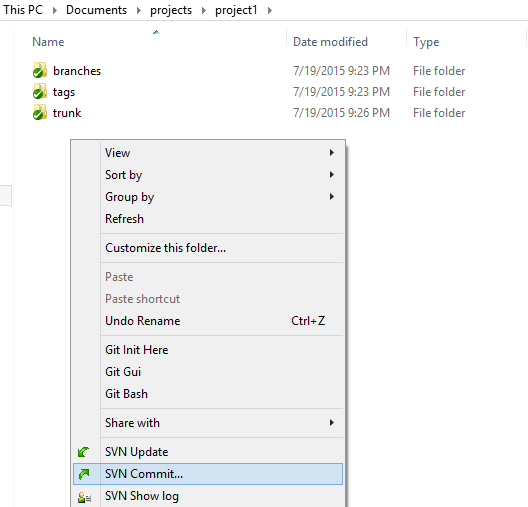 This PC Documents projects project1
Name Date modified Type
branches 7/19/2015 9:23 PM File folder
tags 7/19/2015 9:23 PM File folder
trunk 7/19/2015 9:26 PM File folder
View
Sort by
Group by
Refresh
Customize this folder...
Paste
Paste shortcut
Undo Rename Ctrl+Z
Git Init Here
Git Gui
Git Bash
Share with
SVN Update
SVN Commit...
SVN Show log